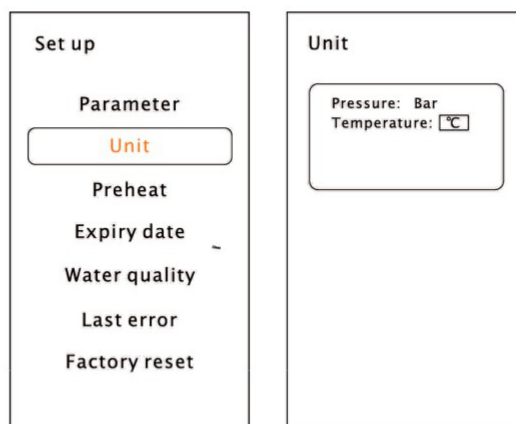 Set up
Parameter
Unit
Preheat
Expiry date
Water quality
Last error
Factory reset
Unit
Pressure: Bar
Temperature: ℃